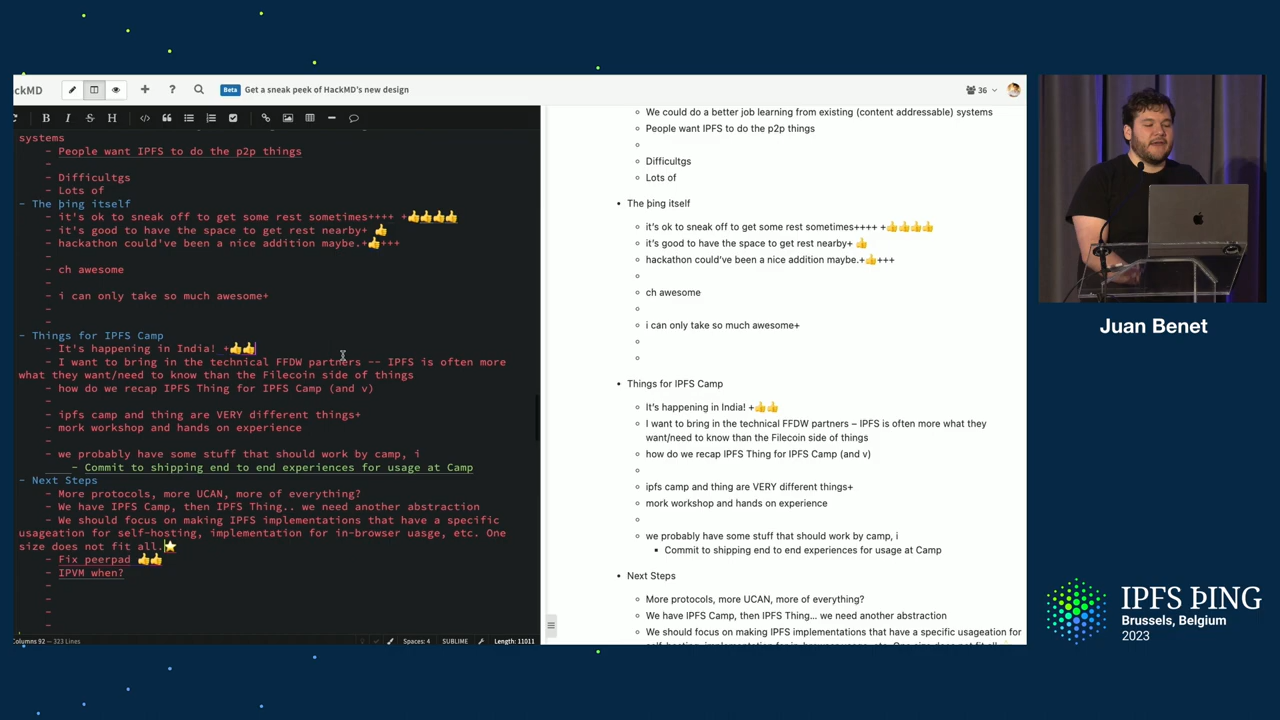 ckMD
Beta Get a sneak peek of HackMD's new design
36
systems
- People want IPFS to do the p2p things
-
- Difficultgs
- Lots of
- The þing itself
- it's ok to sneak off to get some rest sometimes++++ +👍👍👍👍
- it's good to have the space to get rest nearby+ 👍
- hackathon could've been a nice addition maybe.+👍+++
-
- ch awesome
-
- i can only take so much awesome+
-
-
- Things for IPFS Camp
- It's happening in India! +👍👍
- I want to bring in the technical FFDW partners -- IPFS is often more
what they want/need to know than the Filecoin side of things
- how do we recap IPFS Thing for IPFS Camp (and v)
-
- ipfs camp and thing are VERY different things+
- mork workshop and hands on experience
-
- we probably have some stuff that should work by camp, i
____- Commit to shipping end to end experiences for usage at Camp
- Next Steps
- More protocols, more UCAN, more of everything?
- We have IPFS Camp, then IPFS Thing.. we need another abstraction
- We should focus on making IPFS implementations that have a specific
usageation for self-hosting, implementation for in-browser uasge, etc. One
size does not fit all.⭐
- Fix peerpad 👍👍
- IPVM when?
-
-
-
Columns 92 — 323 Lines
Spaces: 4
SUBLIME
Length: 11011
We could do a better job learning from existing (content addressable) systems
People want IPFS to do the p2p things
Difficultgs
Lots of
The þing itself
it's ok to sneak off to get some rest sometimes++++ +👍👍👍👍
it's good to have the space to get rest nearby+ 👍
hackathon could've been a nice addition maybe.+👍+++
ch awesome
i can only take so much awesome+
Things for IPFS Camp
It's happening in India! +👍👍
I want to bring in the technical FFDW partners – IPFS is often more what they
want/need to know than the Filecoin side of things
how do we recap IPFS Thing for IPFS Camp (and v)
ipfs camp and thing are VERY different things+
mork workshop and hands on experience
we probably have some stuff that should work by camp, i
Commit to shipping end to end experiences for usage at Camp
Next Steps
More protocols, more UCAN, more of everything?
We have IPFS Camp, then IPFS Thing… we need another abstraction
We should focus on making IPFS implementations that have a specific usageation for
Juan Benet
IPFS ÞING
Brussels, Belgium
2023